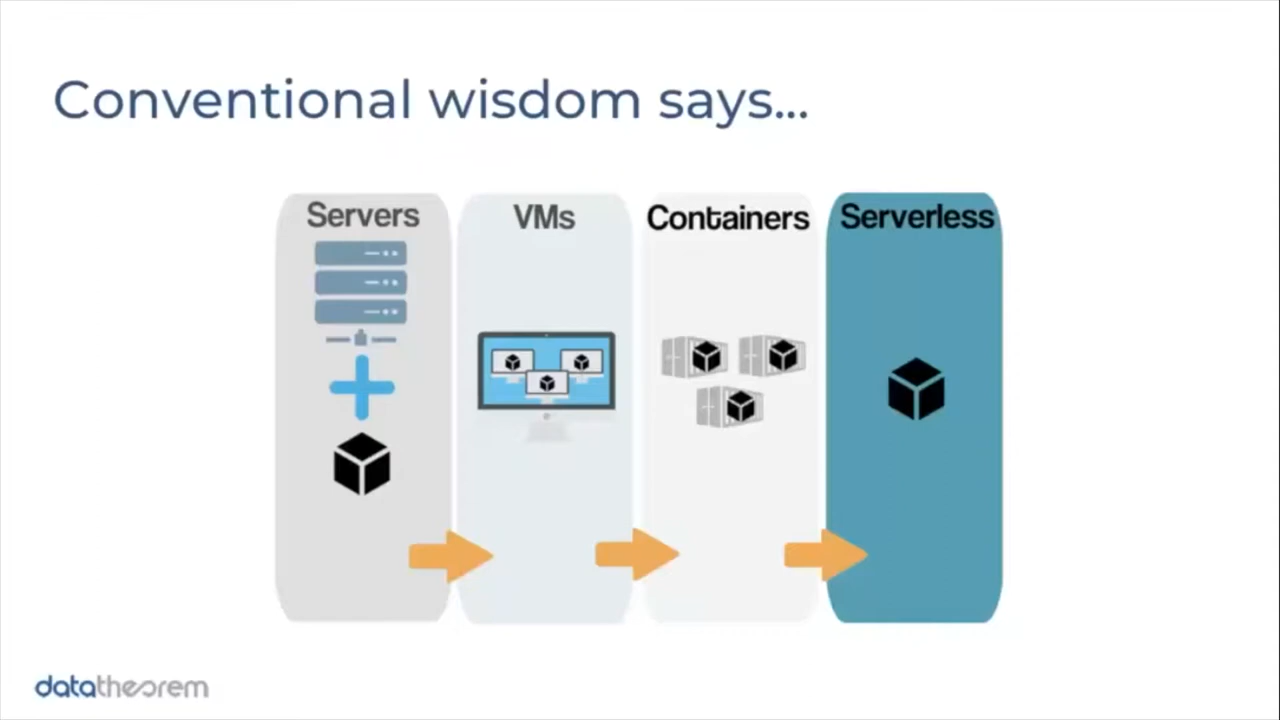 Conventional wisdom says...
Servers
VMs
Containers
Serverless
datatheorem